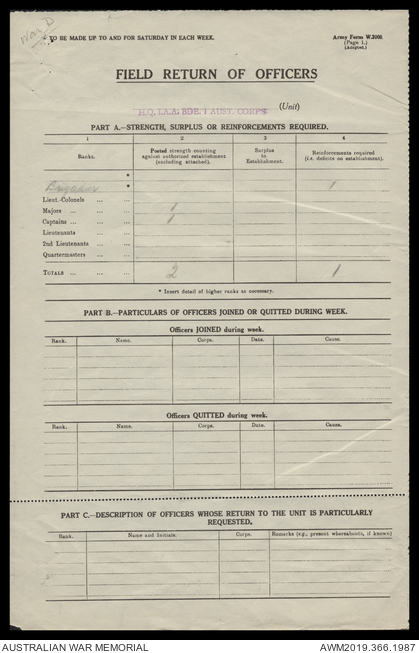 War D
* TO BE MADE UP TO AND FOR SATURDAY IN EACH WEEK.
Army Form W.3008.
(Page 1.)
(Adapted.)
FIELD RETURN OF OFFICERS
H.Q. I.A.A. BDE. 1 AUST. CORPS (Unit)
PART A.—STRENGTH, SURPLUS OR REINFORCEMENTS REQUIRED.
1 2 3 4
Ranks. Posted strength counting against authorized establishment (excluding attached). Surplus to Establishment. Reinforcements required (i.e. deficits on establishment).
*
Brigadier * 1
Lieut.-Colonels ... ...
Majors ... ... ... 1
Captains ... ... ... 1
Lieutenants ... ...
2nd Lieutenants ... ...
Quartermasters ... ...
TOTALS ... ... ... 2 1
* Insert detail of higher ranks as necessary.
PART B.—PARTICULARS OF OFFICERS JOINED OR QUITTED DURING WEEK.
Officers JOINED during week.
Rank. Name. Corps. Date. Cause.
Officers QUITTED during week.
Rank. Name. Corps. Date. Cause.
PART C.—DESCRIPTION OF OFFICERS WHOSE RETURN TO THE UNIT IS PARTICULARLY
REQUESTED.
Rank. Name and Initials. Corps. Remarks (e.g., present whereabouts, if known)
AUSTRALIAN WAR MEMORIAL AWM2019.366.1987